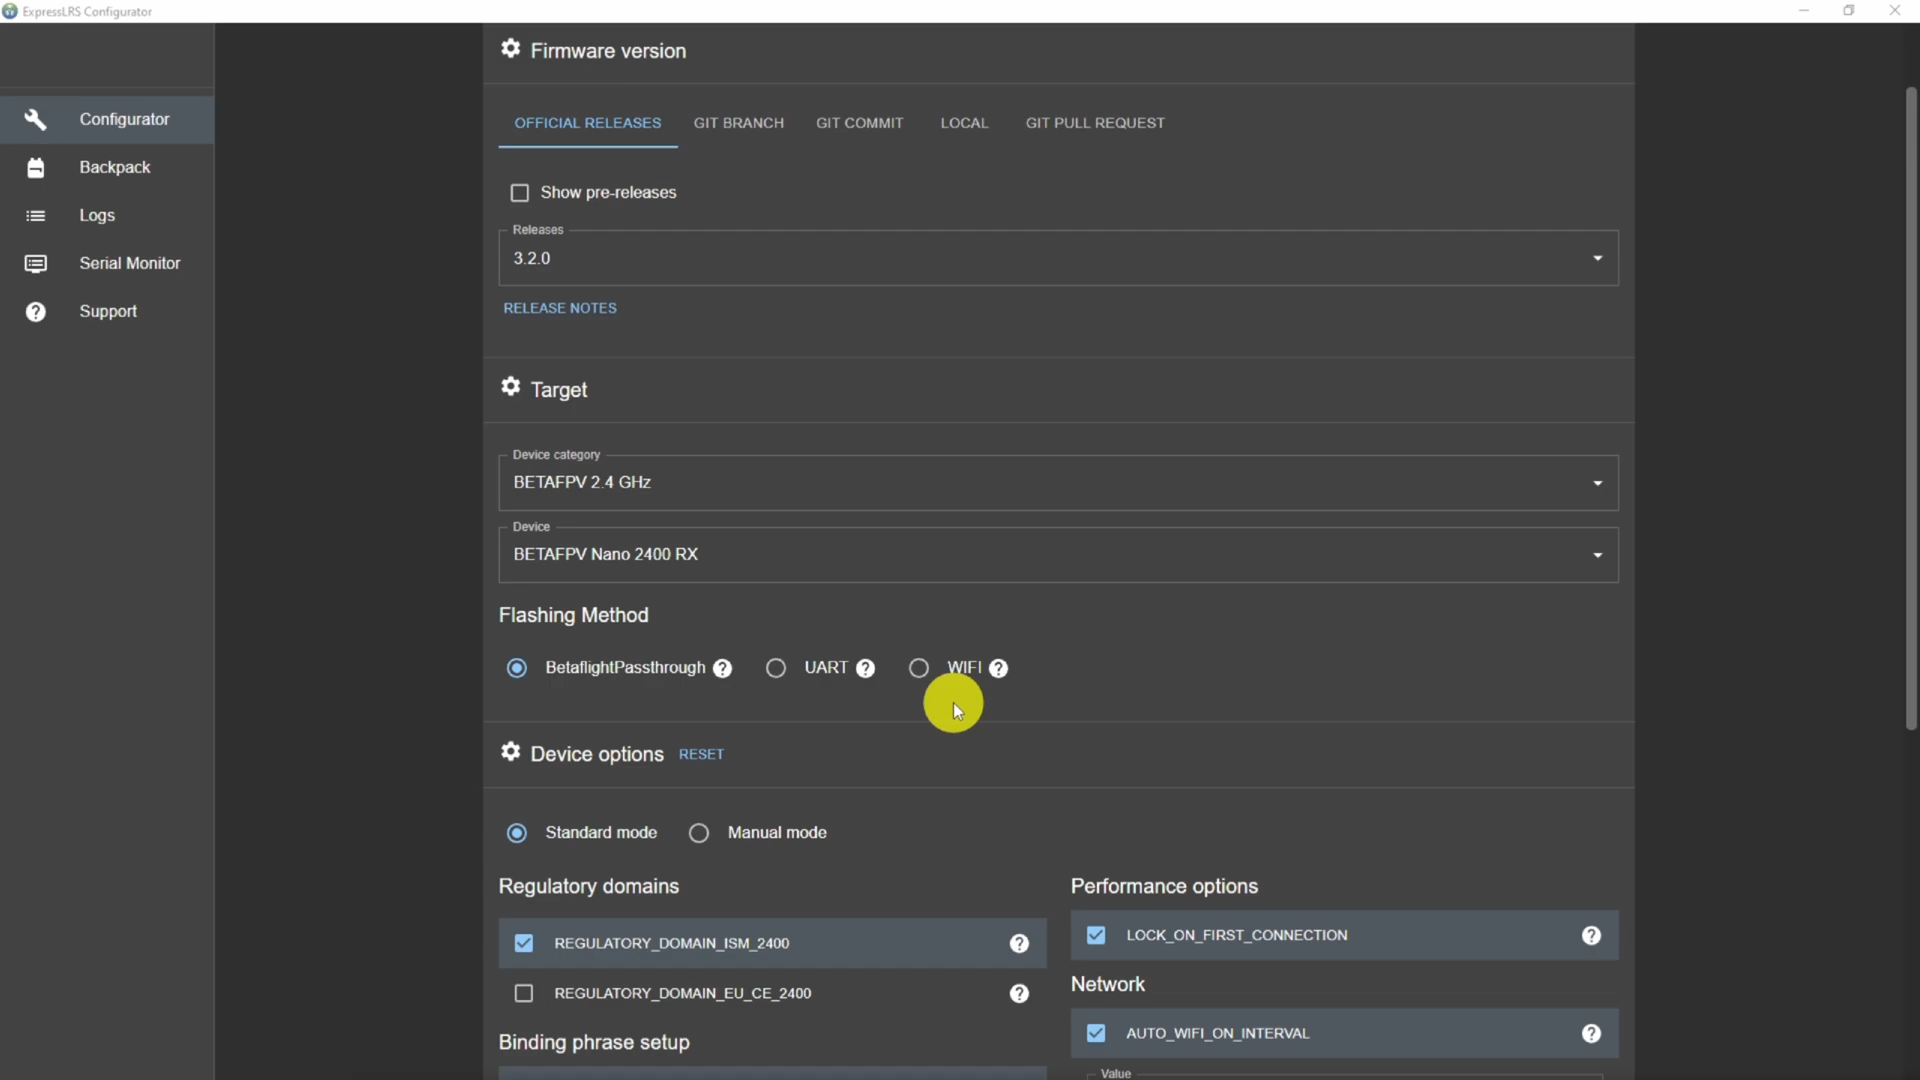 ExpressLRS Configurator
Configurator
Backpack
Logs
Serial Monitor
Support
Firmware version
OFFICIAL RELEASES GIT BRANCH GIT COMMIT LOCAL GIT PULL REQUEST
Show pre-releases
Releases
3.2.0
RELEASE NOTES
Target
Device category
BETAFPV 2.4 GHz
Device
BETAFPV Nano 2400 RX
Flashing Method
BetaflightPassthrough ? UART ? WIFI ?
Device options RESET
Standard mode Manual mode
Regulatory domains
REGULATORY_DOMAIN_ISM_2400 ?
REGULATORY_DOMAIN_EU_CE_2400 ?
Binding phrase setup
Performance options
LOCK_ON_FIRST_CONNECTION ?
Network
AUTO_WIFI_ON_INTERVAL ?
Value